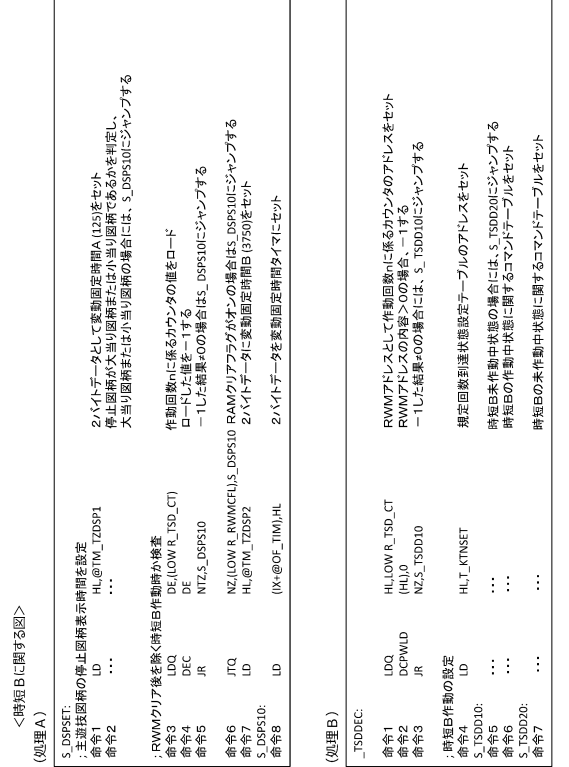 <時短Bに関する図>
(処理A)
S_DSPSET:
;主遊技図柄の停止図柄表示時間を設定
命令1 LD HL,@TM_TZDSP1 2バイトデータとして変動固定時間A (125)をセット
命令2 ・・・ ・・・ 停止図柄が大当り図柄または小当り図柄であるかを判定し、
大当り図柄または小当り図柄の場合には、S_DSPS10にジャンプする
;RWMクリア後を除く時短B作動時か検査
命令3 LDQ DE,(LOW R_TSD_CT) 作動回数nに係るカウンタの値をロード
命令4 DEC DE ロードした値を-1する
命令5 JR NTZ,S_DSPS10 -1した結果≠0の場合はS_DSPS10にジャンプする
命令6 JTQ NZ,(LOW R_RWMCFL),S_DSPS10 RAMクリアフラグがオンの場合はS_DSPS10にジャンプする
命令7 LD HL,@TM_TZDSP2 2バイトデータに変動固定時間B (3750)をセット
S_DSPS10:
命令8 LD (IX+@OF_TIM),HL 2バイトデータを変動固定時間タイマにセット
(処理B)
_TSDDEC:
命令1 LDQ HL,LOW R_TSD_CT RWMアドレスとして作動回数nに係るカウンタのアドレスをセット
命令2 DCPWLD (HL),0 RWMアドレスの内容>0の場合、-1する
命令3 JR NZ,S_TSDD10 -1した結果≠0の場合には、S_TSDD10にジャンプする
;時短B作動の設定
命令4 LD HL,T_KTNSET 規定回数到達状態設定テーブルのアドレスをセット
S_TSDD10:
命令5 ・・・ ・・・ 時短B未作動中状態の場合には、S_TSDD20にジャンプする
命令6 ・・・ ・・・ 時短Bの作動中状態に関するコマンドテーブルをセット
S_TSDD20:
命令7 ・・・ ・・・ 時短Bの未作動中状態に関するコマンドテーブルをセット